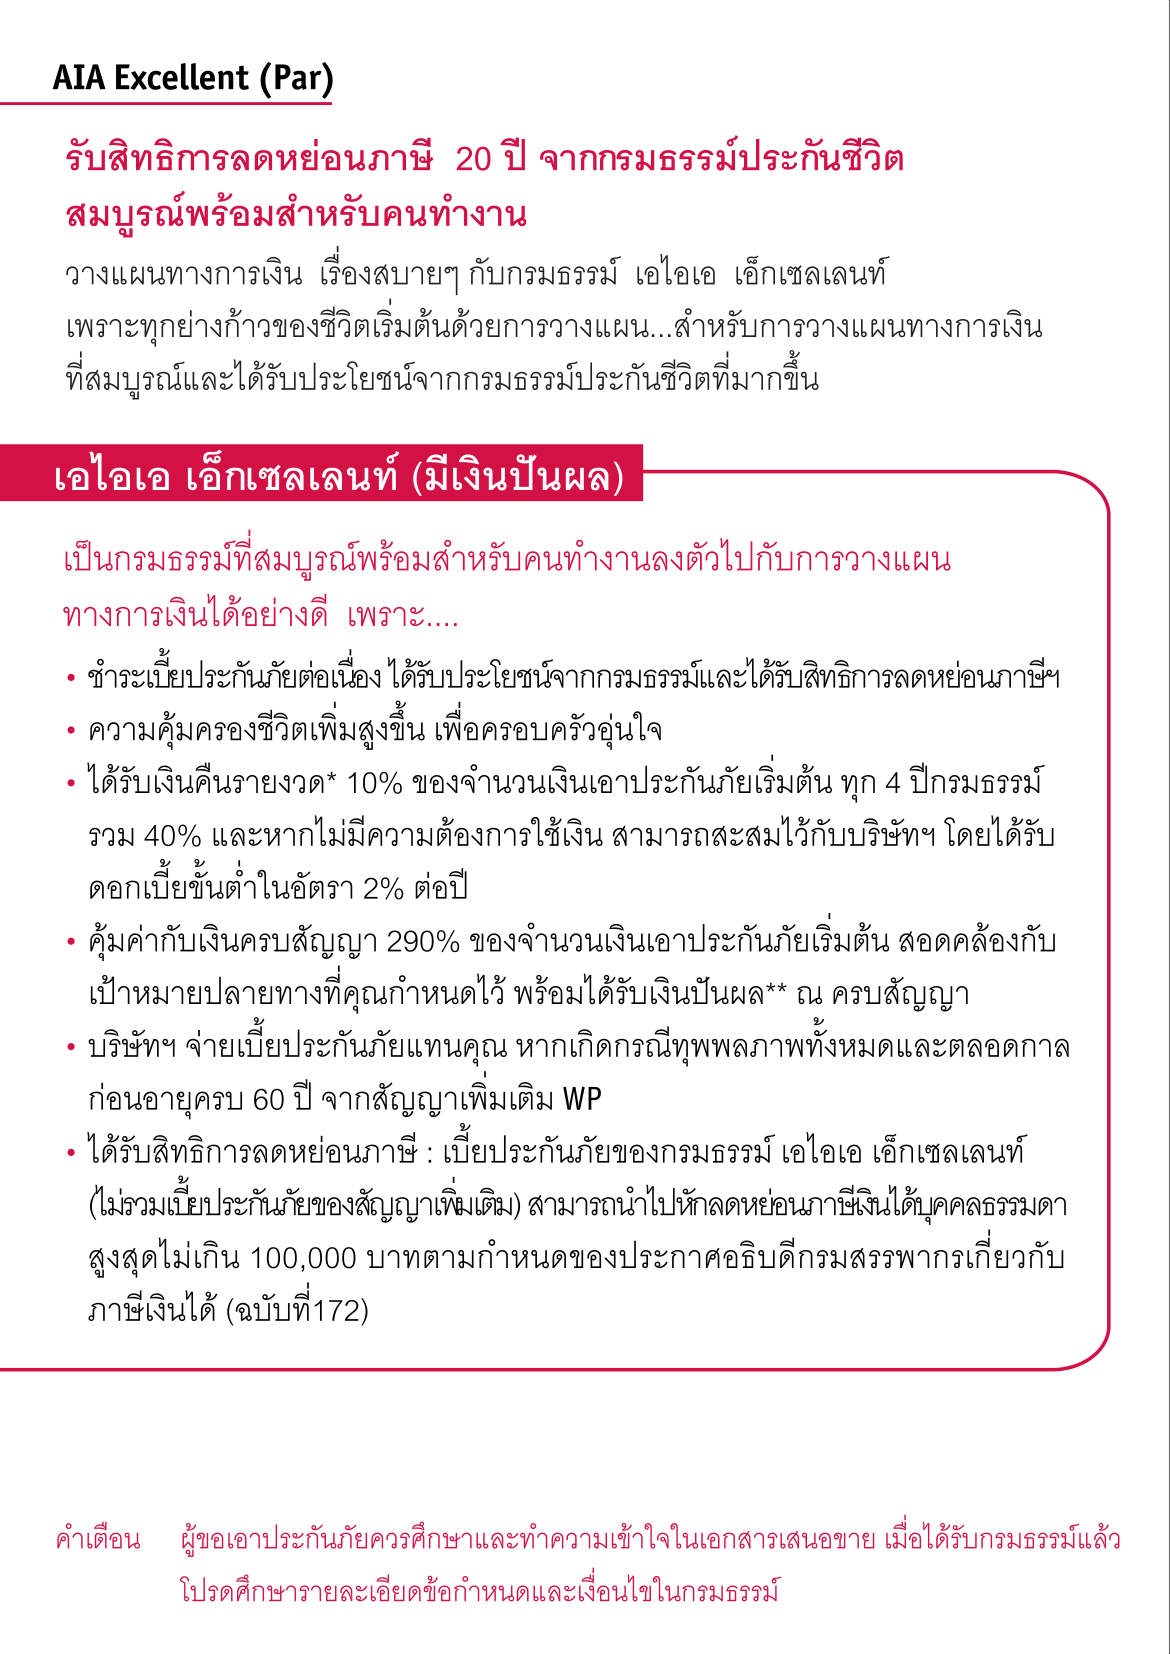 AIA Excellent (Par)
รับสิทธิการลดหย่อนภาษี 20 ปี จากกรมธรรม์ประกันชีวิต
สมบูรณ์พร้อมสำหรับคนทำงาน
วางแผนทางการเงิน เรื่องสบายๆ กับกรมธรรม์ เอไอเอ เอ็กเซลเลนท์
เพราะทุกย่างก้าวของชีวิตเริ่มต้นด้วยการวางแผน...สำหรับการวางแผนทางการเงิน
ที่สมบูรณ์และได้รับประโยชน์จากกรมธรรม์ประกันชีวิตที่มากขึ้น
เอไอเอ เอ็กเซลเลนท์ (มีเงินปันผล)
เป็นกรมธรรม์ที่สมบูรณ์พร้อมสำหรับคนทำงานลงตัวไปกับการวางแผน
ทางการเงินได้อย่างดี เพราะ....
• ชำระเบี้ยประกันภัยต่อเนื่อง ได้รับประโยชน์จากกรมธรรม์และได้รับสิทธิการลดหย่อนภาษีฯ
• ความคุ้มครองชีวิตเพิ่มสูงขึ้น เพื่อครอบครัวอุ่นใจ
• ได้รับเงินคืนรายงวด* 10% ของจำนวนเงินเอาประกันภัยเริ่มต้น ทุก 4 ปีกรมธรรม์
รวม 40% และหากไม่มีความต้องการใช้เงิน สามารถสะสมไว้กับบริษัทฯ โดยได้รับ
ดอกเบี้ยขั้นต่ำในอัตรา 2% ต่อปี
• คุ้มค่ากับเงินครบสัญญา 290% ของจำนวนเงินเอาประกันภัยเริ่มต้น สอดคล้องกับ
เป้าหมายปลายทางที่คุณกำหนดไว้ พร้อมได้รับเงินปันผล** ณ ครบสัญญา
• บริษัทฯ จ่ายเบี้ยประกันภัยแทนคุณ หากเกิดกรณีทุพพลภาพทั้งหมดและตลอดกาล
ก่อนอายุครบ 60 ปี จากสัญญาเพิ่มเติม WP
• ได้รับสิทธิการลดหย่อนภาษี : เบี้ยประกันภัยของกรมธรรม์ เอไอเอ เอ็กเซลเลนท์
(ไม่รวมเบี้ยประกันภัยของสัญญาเพิ่มเติม) สามารถนำไปหักลดหย่อนภาษีเงินได้บุคคลธรรมดา
สูงสุดไม่เกิน 100,000 บาทตามกำหนดของประกาศอธิบดีกรมสรรพากรเกี่ยวกับ
ภาษีเงินได้ (ฉบับที่172)
คำเตือน ผู้ขอเอาประกันภัยควรศึกษาและทำความเข้าใจในเอกสารเสนอขาย เมื่อได้รับกรมธรรม์แล้ว
โปรดศึกษารายละเอียดข้อกำหนดและเงื่อนไขในกรมธรรม์